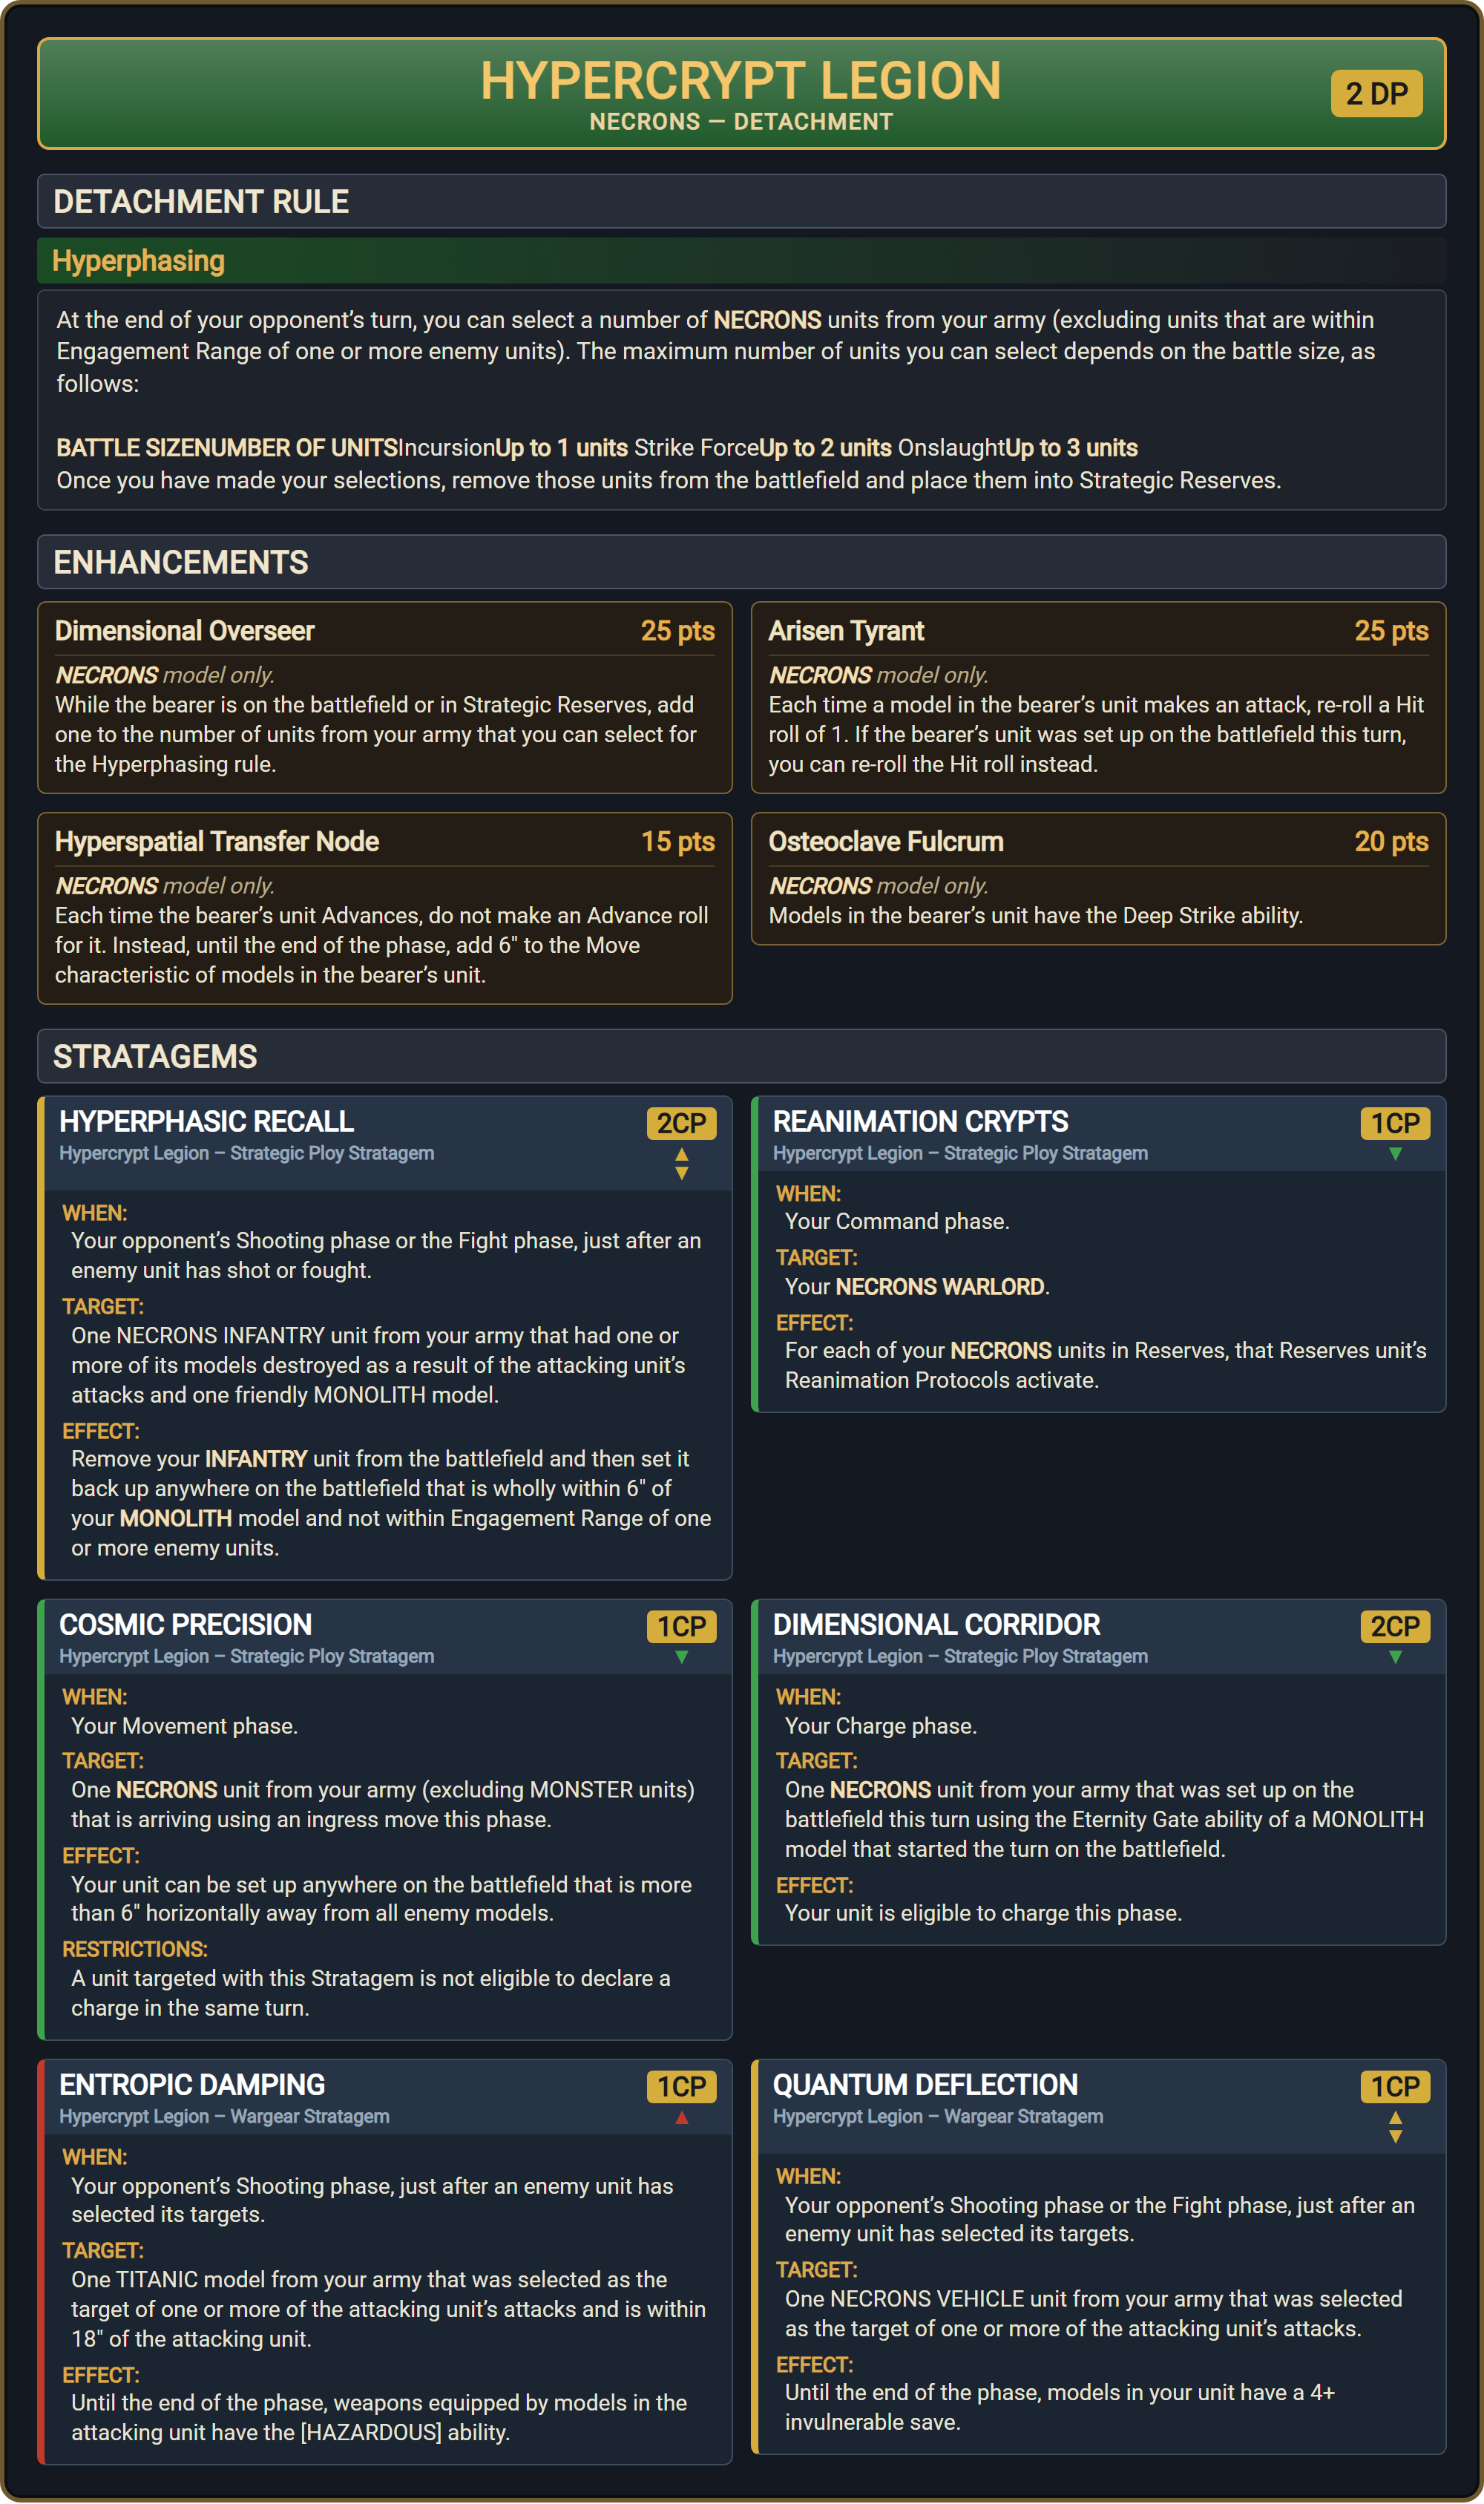 HYPERCRYPT LEGION
NECRONS — DETACHMENT
2 DP
DETACHMENT RULE
Hyperphasing
At the end of your opponent’s turn, you can select a number of NECRONS units from your army (excluding units that are within
Engagement Range of one or more enemy units). The maximum number of units you can select depends on the battle size, as
follows:
BATTLE SIZENUMBER OF UNITSIncursionUp to 1 units Strike ForceUp to 2 units OnslaughtUp to 3 units
Once you have made your selections, remove those units from the battlefield and place them into Strategic Reserves.
ENHANCEMENTS
Dimensional Overseer 25 pts
NECRONS model only.
While the bearer is on the battlefield or in Strategic Reserves, add
one to the number of units from your army that you can select for
the Hyperphasing rule.
Arisen Tyrant 25 pts
NECRONS model only.
Each time a model in the bearer’s unit makes an attack, re-roll a Hit
roll of 1. If the bearer’s unit was set up on the battlefield this turn,
you can re-roll the Hit roll instead.
Hyperspatial Transfer Node 15 pts
NECRONS model only.
Each time the bearer’s unit Advances, do not make an Advance roll
for it. Instead, until the end of the phase, add 6" to the Move
characteristic of models in the bearer’s unit.
Osteoclave Fulcrum 20 pts
NECRONS model only.
Models in the bearer’s unit have the Deep Strike ability.
STRATAGEMS
HYPERPHASIC RECALL 2CP
Hypercrypt Legion – Strategic Ploy Stratagem
▲
▼
WHEN:
Your opponent’s Shooting phase or the Fight phase, just after an
enemy unit has shot or fought.
TARGET:
One NECRONS INFANTRY unit from your army that had one or
more of its models destroyed as a result of the attacking unit’s
attacks and one friendly MONOLITH model.
EFFECT:
Remove your INFANTRY unit from the battlefield and then set it
back up anywhere on the battlefield that is wholly within 6" of
your MONOLITH model and not within Engagement Range of one
or more enemy units.
REANIMATION CRYPTS 1CP
Hypercrypt Legion – Strategic Ploy Stratagem ▼
WHEN:
Your Command phase.
TARGET:
Your NECRONS WARLORD.
EFFECT:
For each of your NECRONS units in Reserves, that Reserves unit’s
Reanimation Protocols activate.
COSMIC PRECISION 1CP
Hypercrypt Legion – Strategic Ploy Stratagem ▼
WHEN:
Your Movement phase.
TARGET:
One NECRONS unit from your army (excluding MONSTER units)
that is arriving using an ingress move this phase.
EFFECT:
Your unit can be set up anywhere on the battlefield that is more
than 6" horizontally away from all enemy models.
RESTRICTIONS:
A unit targeted with this Stratagem is not eligible to declare a
charge in the same turn.
DIMENSIONAL CORRIDOR 2CP
Hypercrypt Legion – Strategic Ploy Stratagem ▼
WHEN:
Your Charge phase.
TARGET:
One NECRONS unit from your army that was set up on the
battlefield this turn using the Eternity Gate ability of a MONOLITH
model that started the turn on the battlefield.
EFFECT:
Your unit is eligible to charge this phase.
ENTROPIC DAMPING 1CP
Hypercrypt Legion – Wargear Stratagem ▲
WHEN:
Your opponent’s Shooting phase, just after an enemy unit has
selected its targets.
TARGET:
One TITANIC model from your army that was selected as the
target of one or more of the attacking unit’s attacks and is within
18" of the attacking unit.
EFFECT:
Until the end of the phase, weapons equipped by models in the
attacking unit have the [HAZARDOUS] ability.
QUANTUM DEFLECTION 1CP
Hypercrypt Legion – Wargear Stratagem
▲
▼
WHEN:
Your opponent’s Shooting phase or the Fight phase, just after an
enemy unit has selected its targets.
TARGET:
One NECRONS VEHICLE unit from your army that was selected
as the target of one or more of the attacking unit’s attacks.
EFFECT:
Until the end of the phase, models in your unit have a 4+
invulnerable save.